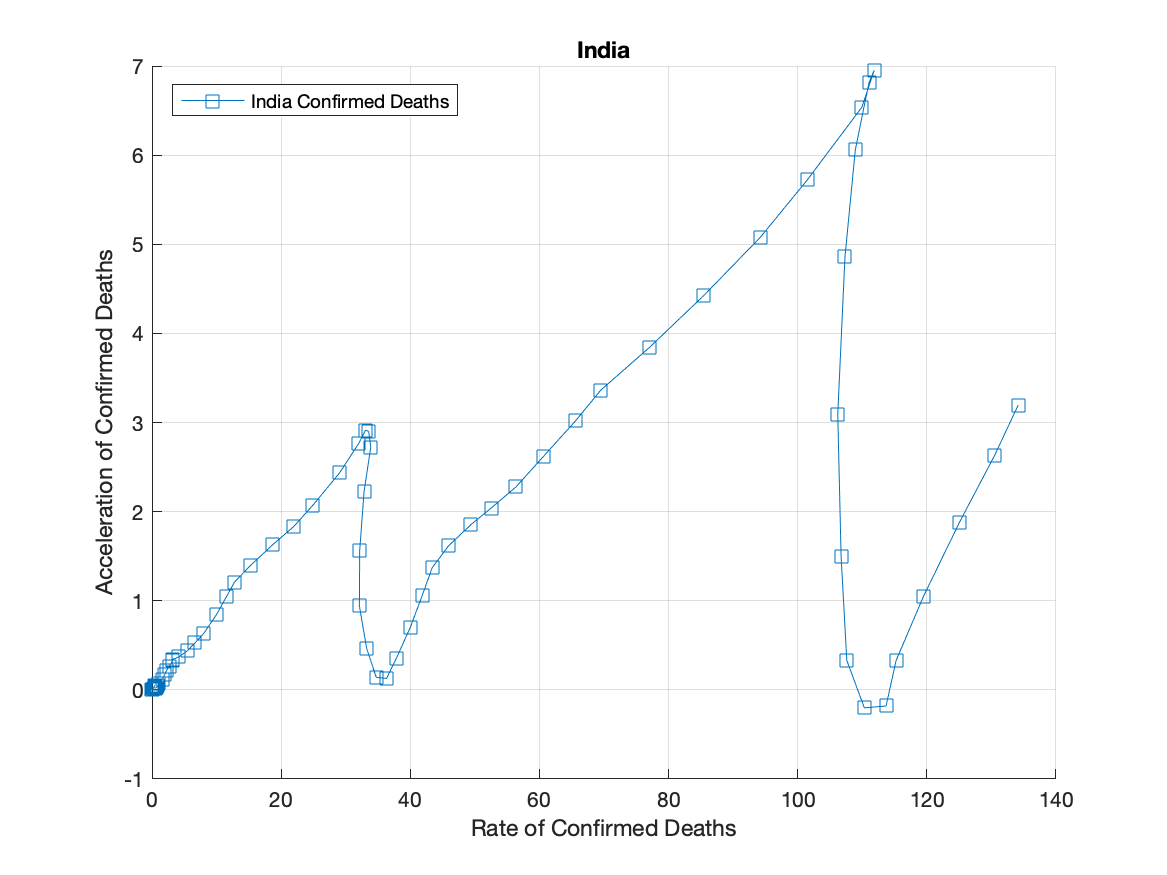 India
India Confirmed Deaths
7
6
5
4
3
2
1
0
-1
Acceleration of Confirmed Deaths
0 20 40 60 80 100 120 140
Rate of Confirmed Deaths